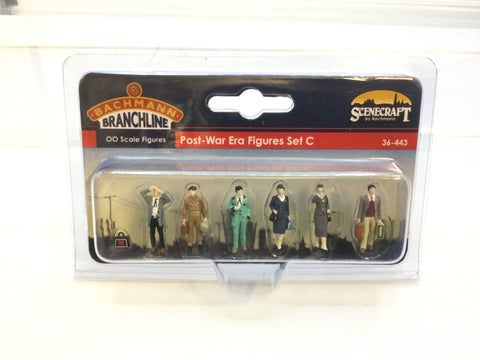 BACHMANN
BRANCHLINE
OO Scale Figures
Post-War Era Figures Set C
SCENECRAFT
by Bachmann
36-443